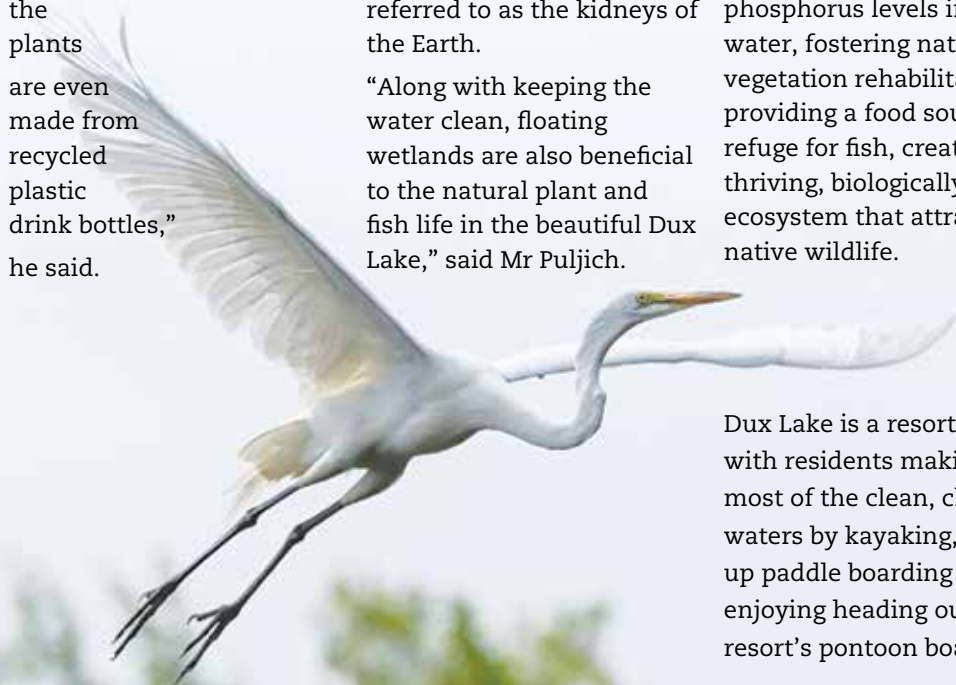 the
plants
are even
made from
recycled
plastic
drink bottles,”
he said.
referred to as the kidneys of
the Earth.
“Along with keeping the
water clean, floating
wetlands are also beneficial
to the natural plant and
fish life in the beautiful Dux
Lake,” said Mr Puljich.
phosphorus levels i
water, fostering nat
vegetation rehabilita
providing a food sou
refuge for fish, creat
thriving, biologically
ecosystem that attra
native wildlife.
Dux Lake is a resort
with residents maki
most of the clean, cl
waters by kayaking,
up paddle boarding
enjoying heading ou
resort’s pontoon boa